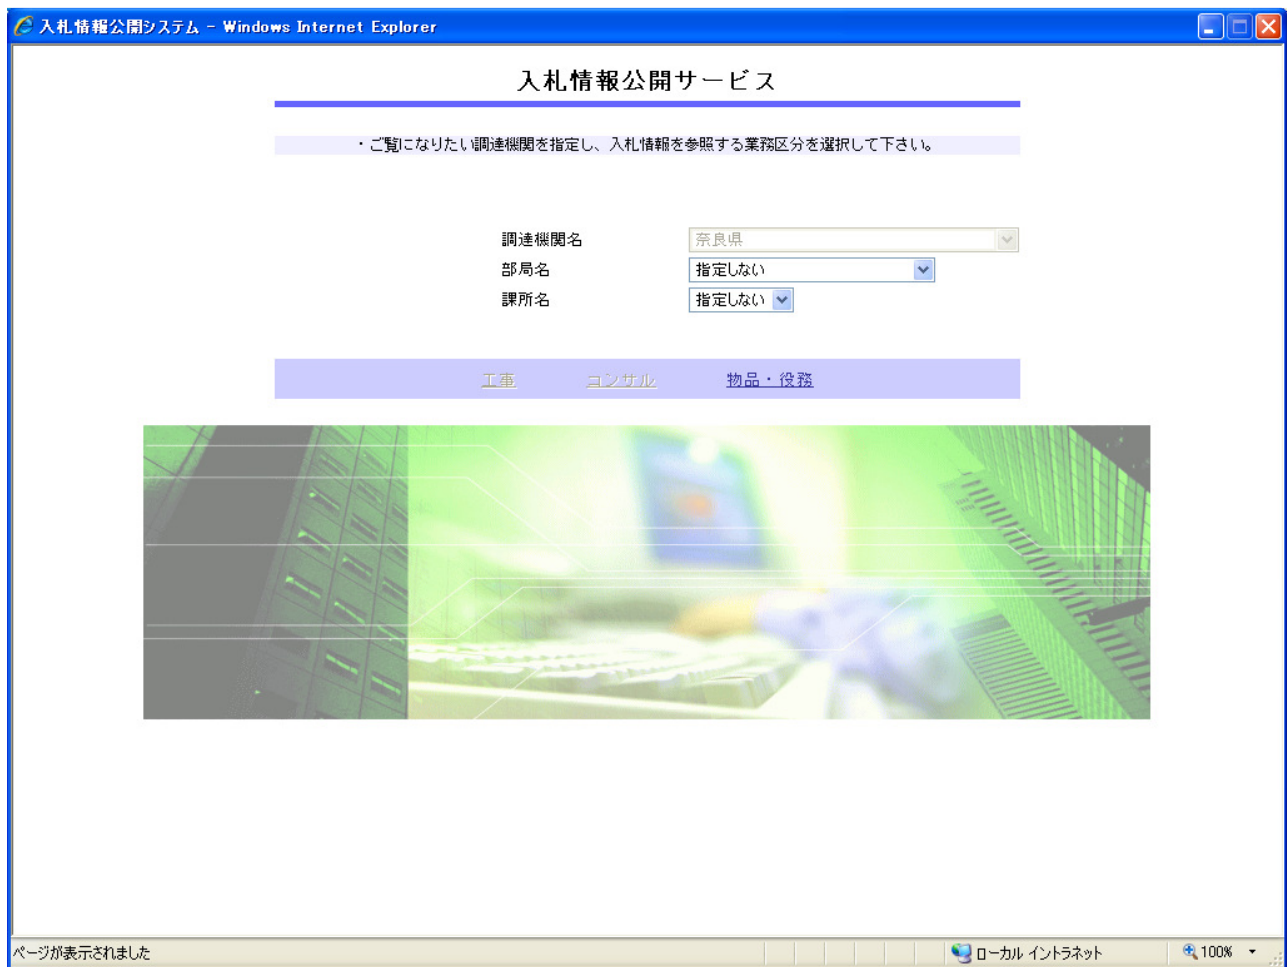 入札情報公開システム - Windows Internet Explorer
入札情報公開サービス
・ご覧になりたい調達機関を指定し、入札情報を参照する業務区分を選択して下さい。
調達機関名 奈良県
部局名 指定しない
課所名 指定しない
工事 コンサル 物品・役務
ページが表示されました ローカル イントラネット 100%